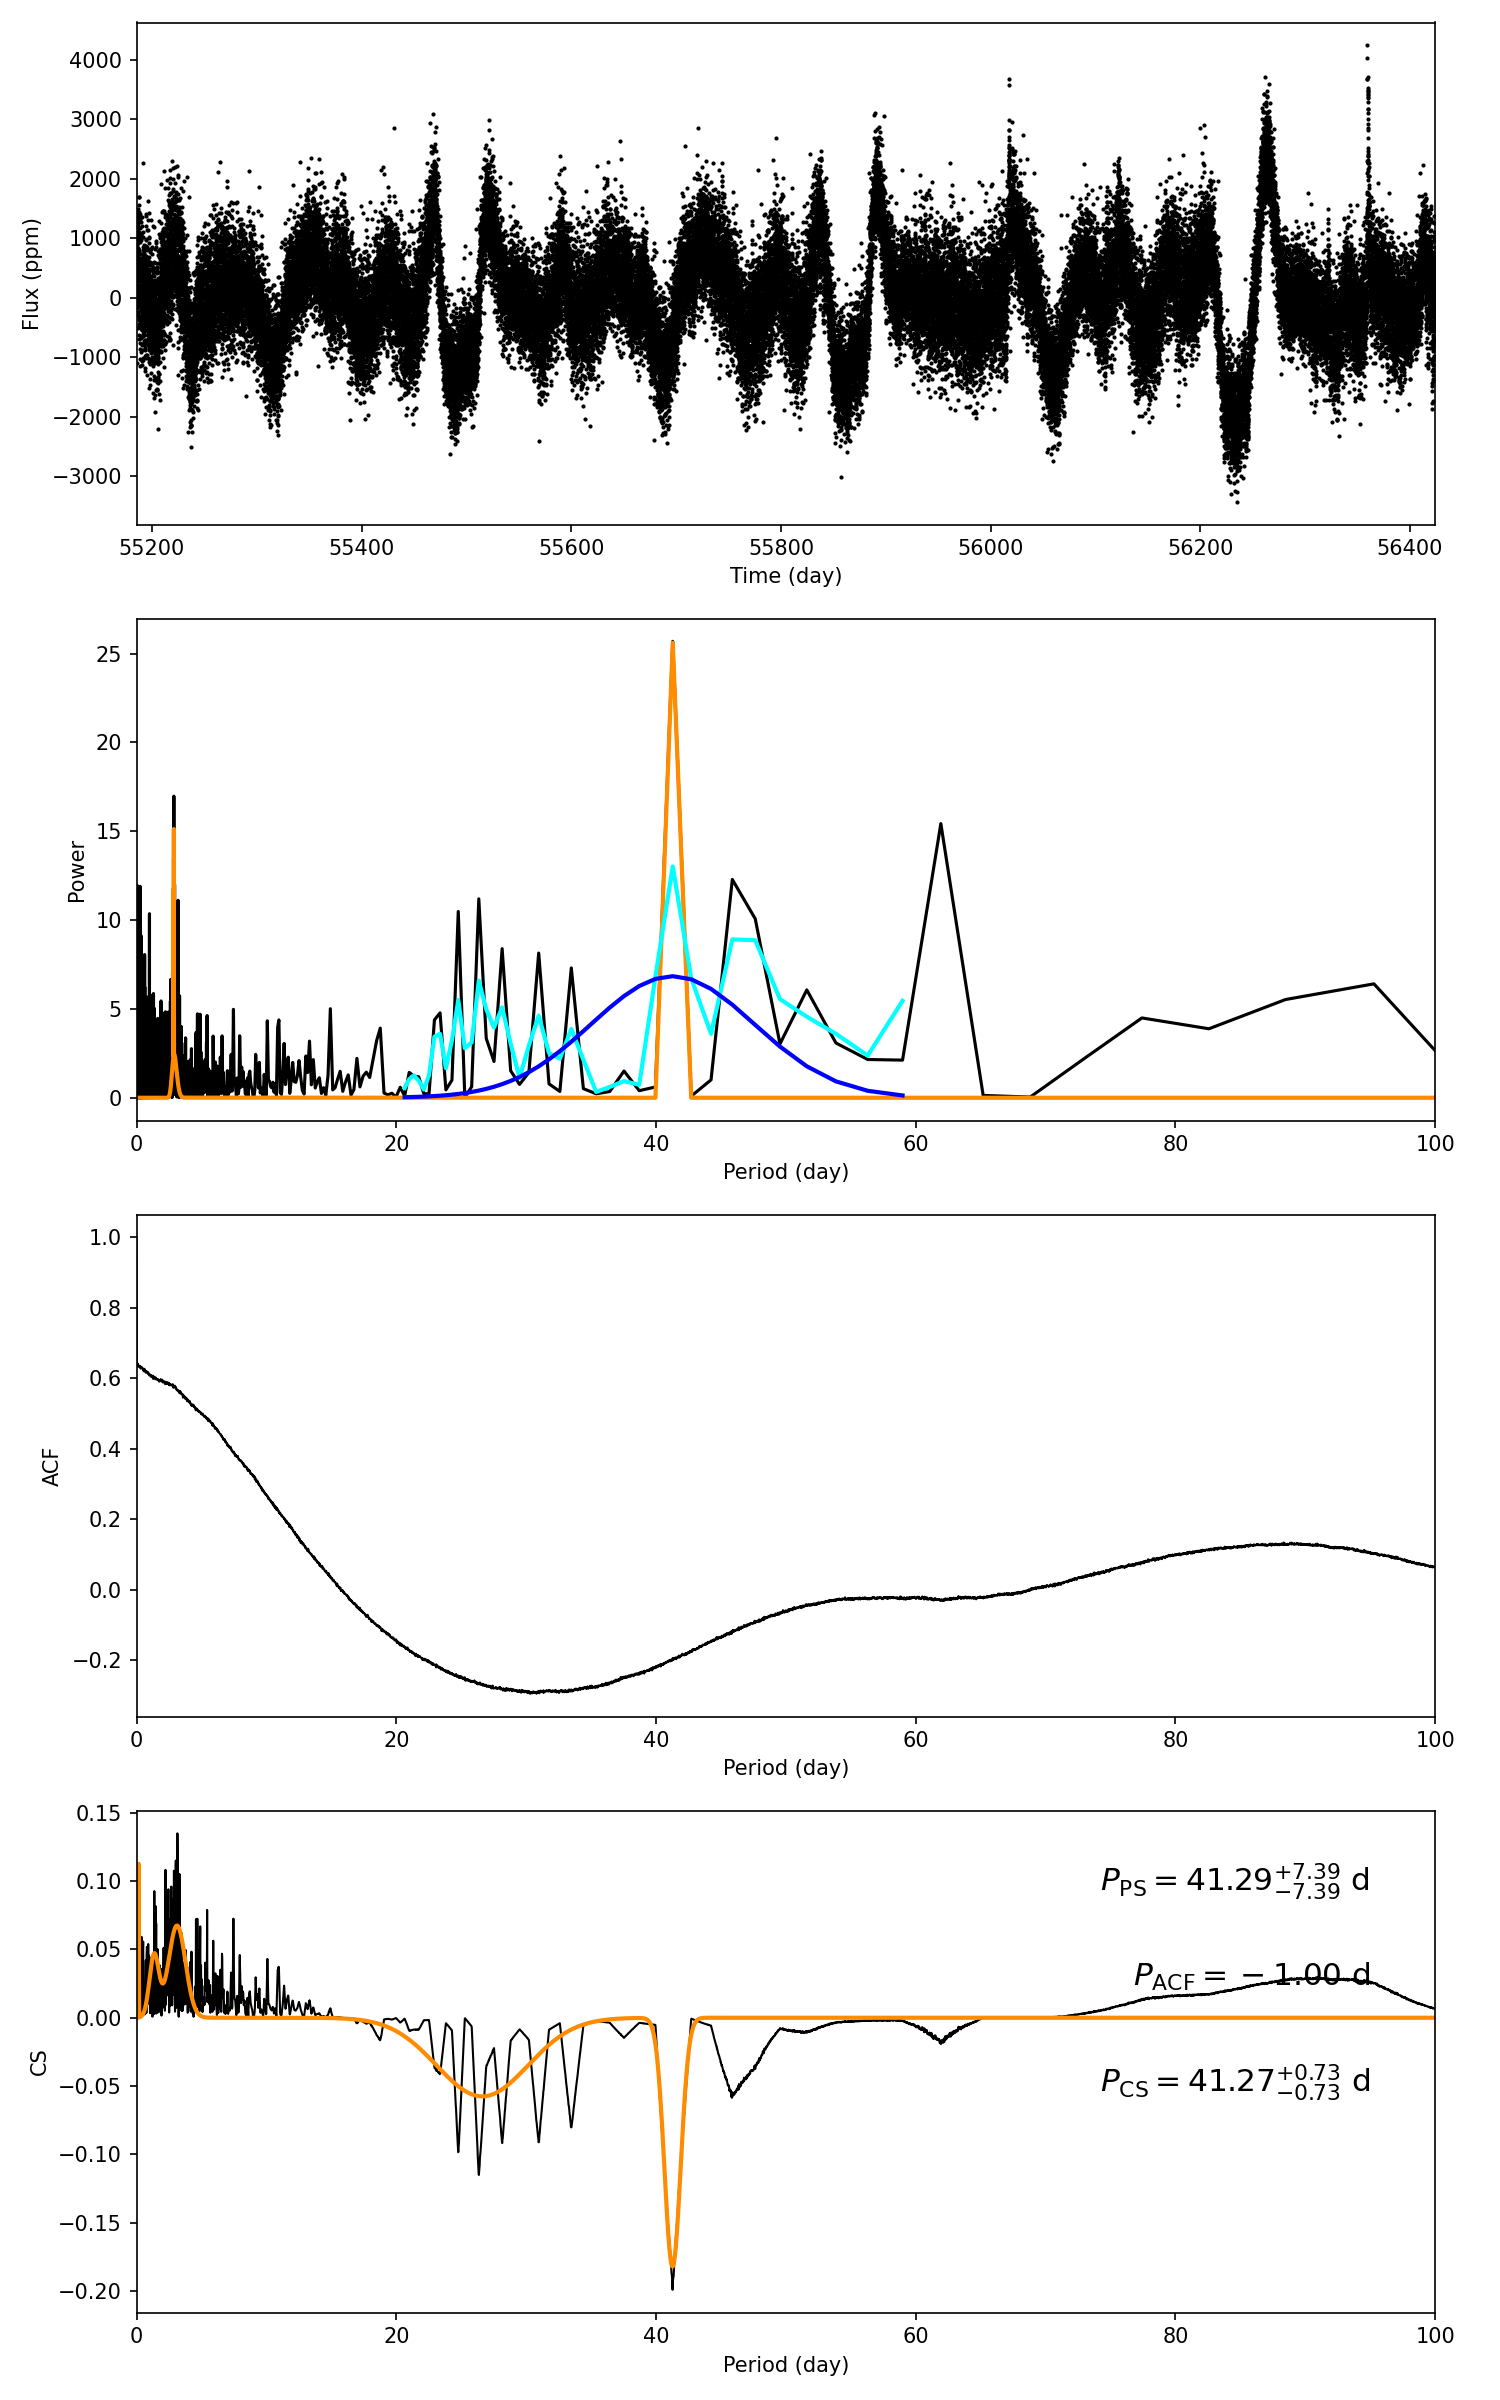 4000
3000
2000
1000
0
−1000
−2000
−3000
Flux (ppm)
55200 55400 55600 55800 56000 56200 56400
Time (day)
25
20
15
10
5
0
Power
0 20 40 60 80 100
Period (day)
1.0
0.8
0.6
0.4
0.2
0.0
−0.2
ACF
0 20 40 60 80 100
Period (day)
0.15
0.10
0.05
0.00
−0.05
−0.10
−0.15
−0.20
CS
P_PS = 41.29 +7.39 −7.39 d
P_ACF = −1.00 d
P_CS = 41.27 +0.73 −0.73 d
0 20 40 60 80 100
Period (day)